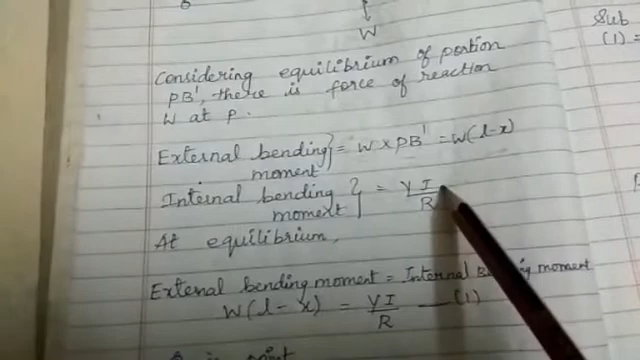 W
Sub
(1) =
Considering equilibrium of portion
PB', there is force of reaction
W at P.
External bending moment} = W × PB' = W(l-x)
Internal bending moment} = YI/R
At equilibrium,
External bending moment = Internal Bending moment
W(l-x) = YI/R — (1)
point